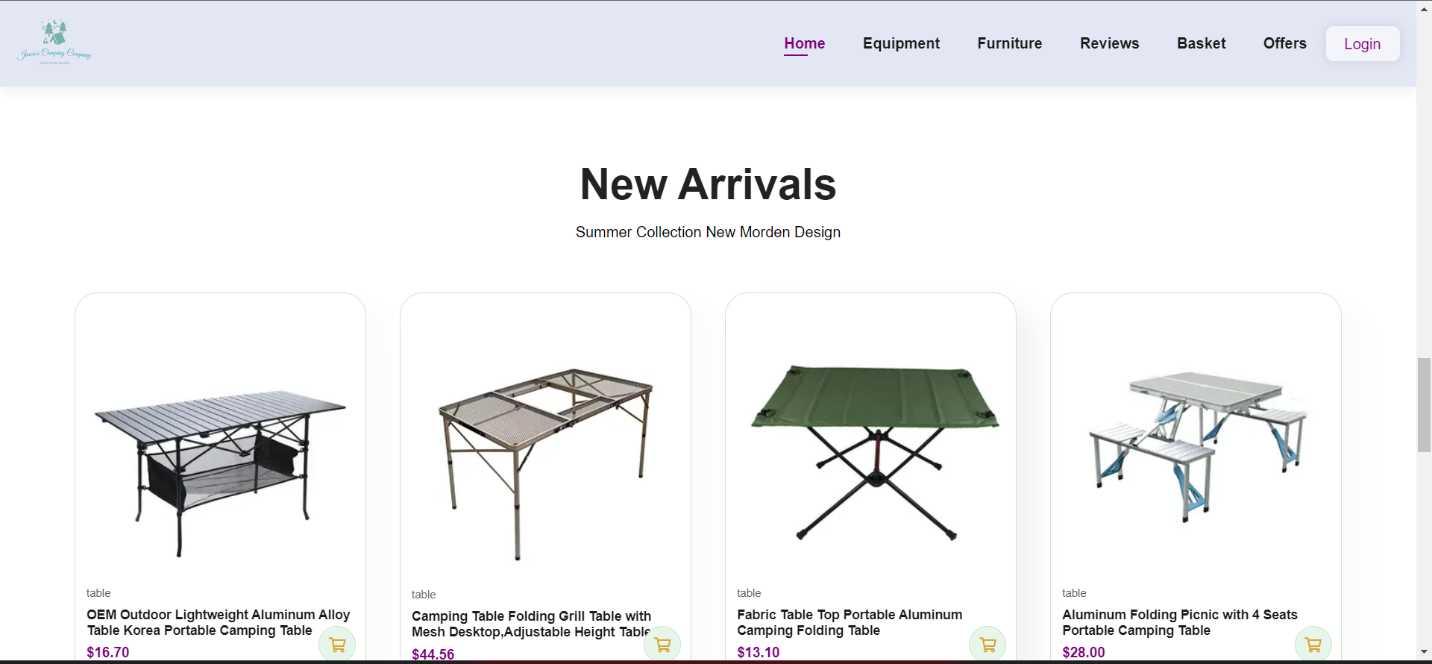 Jason's Camping Company
Home Equipment Furniture Reviews Basket Offers Login
New Arrivals
Summer Collection New Morden Design
table
OEM Outdoor Lightweight Aluminum Alloy
Table Korea Portable Camping Table
$16.70
table
Camping Table Folding Grill Table with
Mesh Desktop,Adjustable Height Table
$44.56
table
Fabric Table Top Portable Aluminum
Camping Folding Table
$13.10
table
Aluminum Folding Picnic with 4 Seats
Portable Camping Table
$28.00